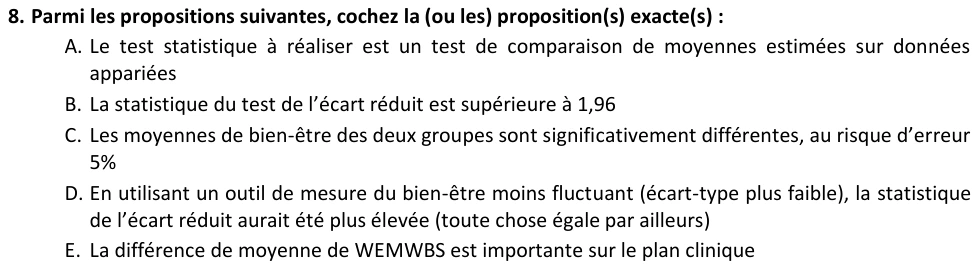 8. Parmi les propositions suivantes, cochez la (ou les) proposition(s) exacte(s) :
A. Le test statistique à réaliser est un test de comparaison de moyennes estimées sur données
appariées
B. La statistique du test de l’écart réduit est supérieure à 1,96
C. Les moyennes de bien-être des deux groupes sont significativement différentes, au risque d’erreur
5%
D. En utilisant un outil de mesure du bien-être moins fluctuant (écart-type plus faible), la statistique
de l’écart réduit aurait été plus élevée (toute chose égale par ailleurs)
E. La différence de moyenne de WEMWBS est importante sur le plan clinique